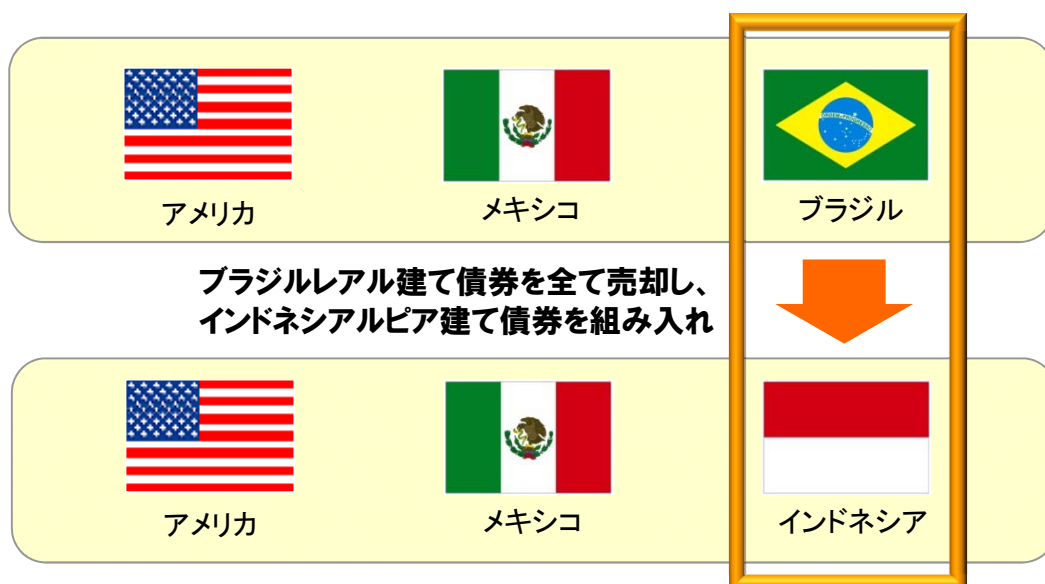 アメリカ
メキシコ
ブラジル
ブラジルレアル建て債券を全て売却し、
インドネシアルピア建て債券を組み入れ
アメリカ
メキシコ
インドネシア